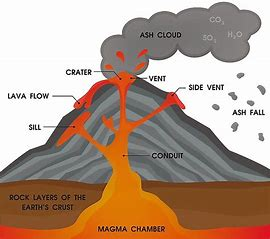 CO₂
ASH CLOUD
H₂O
SO₂
CRATER
VENT
LAVA FLOW
SIDE VENT
ASH FALL
SILL
CONDUIT
ROCK LAYERS OF THE
EARTH'S CRUST
MAGMA CHAMBER